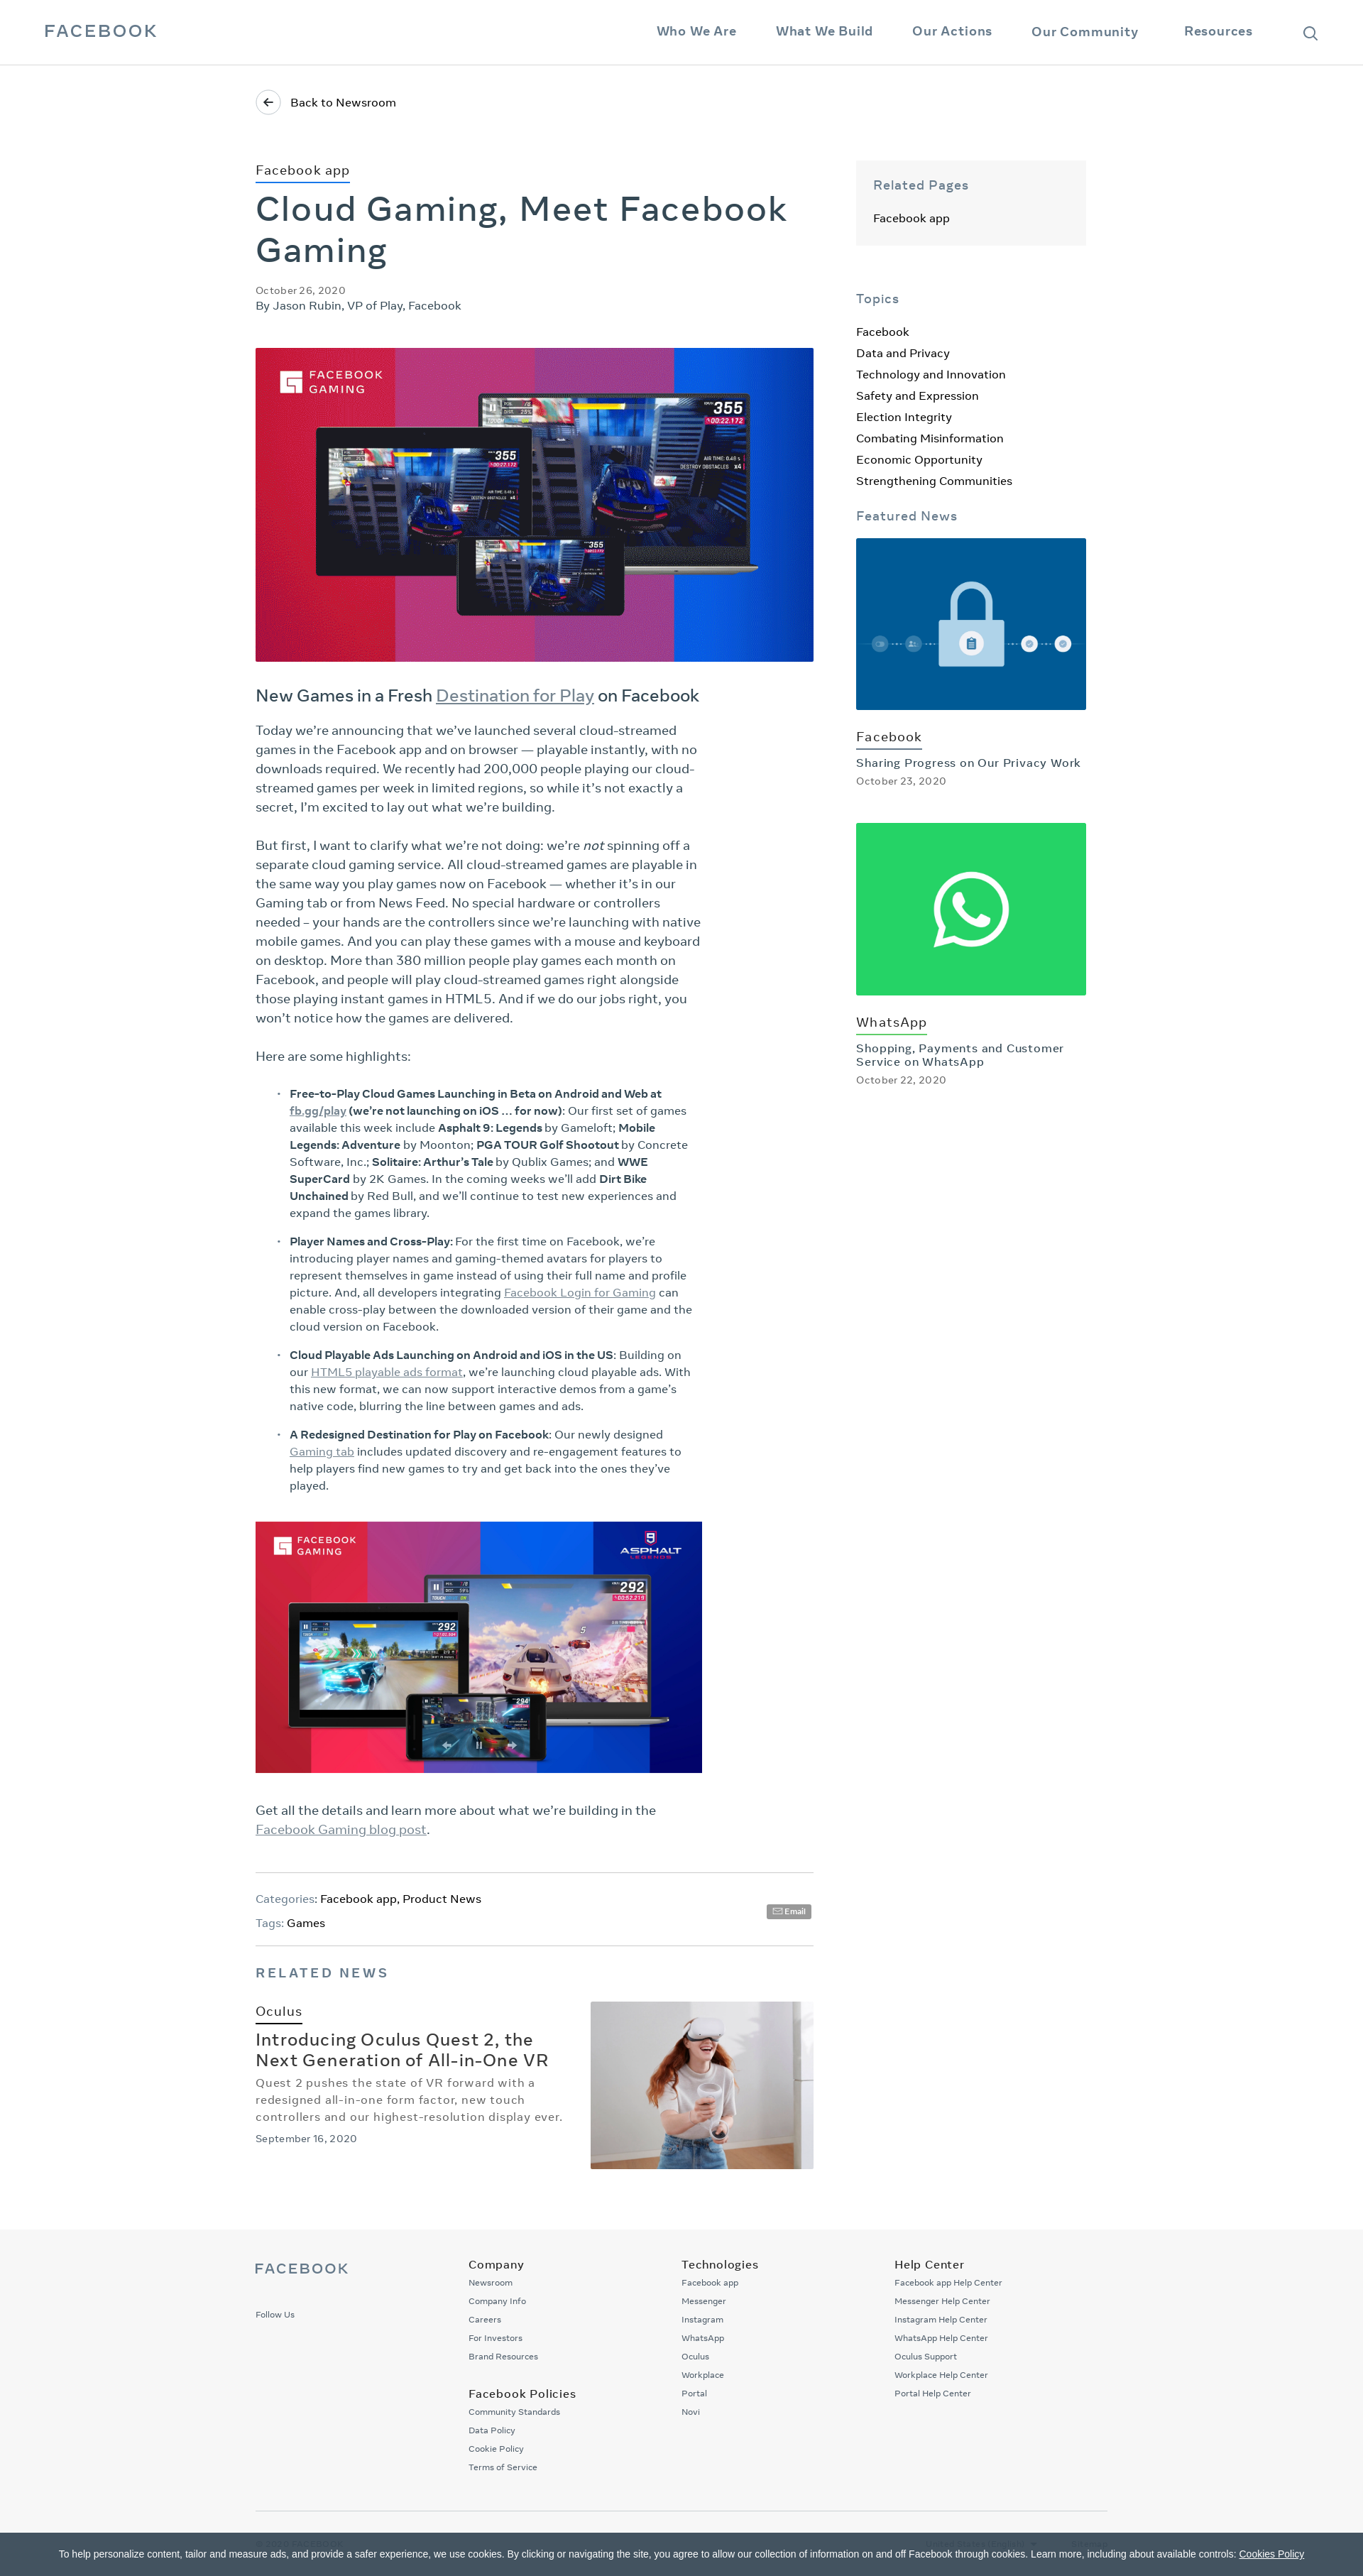 FACEBOOK
Who We Are
What We Build
Our Actions
Our Community
Resources
Back to Newsroom
Facebook app
Cloud Gaming, Meet Facebook
Gaming
October 26, 2020
By Jason Rubin, VP of Play, Facebook
FACEBOOK
GAMING
355
00:22.172
AIR TIME: 0.48 s
DESTROY OBSTACLES x4
355
00:22.172
New Games in a Fresh Destination for Play on Facebook
Today we’re announcing that we’ve launched several cloud-streamed
games in the Facebook app and on browser — playable instantly, with no
downloads required. We recently had 200,000 people playing our cloud-
streamed games per week in limited regions, so while it’s not exactly a
secret, I’m excited to lay out what we’re building.
But first, I want to clarify what we’re not doing: we’re not spinning off a
separate cloud gaming service. All cloud-streamed games are playable in
the same way you play games now on Facebook — whether it’s in our
Gaming tab or from News Feed. No special hardware or controllers
needed – your hands are the controllers since we’re launching with native
mobile games. And you can play these games with a mouse and keyboard
on desktop. More than 380 million people play games each month on
Facebook, and people will play cloud-streamed games right alongside
those playing instant games in HTML5. And if we do our jobs right, you
won’t notice how the games are delivered.
Here are some highlights:
• Free-to-Play Cloud Games Launching in Beta on Android and Web at
fb.gg/play (we’re not launching on iOS … for now): Our first set of games
available this week include Asphalt 9: Legends by Gameloft; Mobile
Legends: Adventure by Moonton; PGA TOUR Golf Shootout by Concrete
Software, Inc.; Solitaire: Arthur’s Tale by Qublix Games; and WWE
SuperCard by 2K Games. In the coming weeks we’ll add Dirt Bike
Unchained by Red Bull, and we’ll continue to test new experiences and
expand the games library.
• Player Names and Cross-Play: For the first time on Facebook, we’re
introducing player names and gaming-themed avatars for players to
represent themselves in game instead of using their full name and profile
picture. And, all developers integrating Facebook Login for Gaming can
enable cross-play between the downloaded version of their game and the
cloud version on Facebook.
• Cloud Playable Ads Launching on Android and iOS in the US: Building on
our HTML5 playable ads format, we’re launching cloud playable ads. With
this new format, we can now support interactive demos from a game’s
native code, blurring the line between games and ads.
• A Redesigned Destination for Play on Facebook: Our newly designed
Gaming tab includes updated discovery and re-engagement features to
help players find new games to try and get back into the ones they’ve
played.
FACEBOOK
GAMING
9
ASPHALT
LEGENDS
292
00:52.219
292
294
Get all the details and learn more about what we’re building in the
Facebook Gaming blog post.
Categories: Facebook app, Product News
Tags: Games
Email
RELATED NEWS
Oculus
Introducing Oculus Quest 2, the
Next Generation of All-in-One VR
Quest 2 pushes the state of VR forward with a
redesigned all-in-one form factor, new touch
controllers and our highest-resolution display ever.
September 16, 2020
Related Pages
Facebook app
Topics
Facebook
Data and Privacy
Technology and Innovation
Safety and Expression
Election Integrity
Combating Misinformation
Economic Opportunity
Strengthening Communities
Featured News
Facebook
Sharing Progress on Our Privacy Work
October 23, 2020
WhatsApp
Shopping, Payments and Customer
Service on WhatsApp
October 22, 2020
FACEBOOK
Follow Us
Company
Newsroom
Company Info
Careers
For Investors
Brand Resources
Facebook Policies
Community Standards
Data Policy
Cookie Policy
Terms of Service
Technologies
Facebook app
Messenger
Instagram
WhatsApp
Oculus
Workplace
Portal
Novi
Help Center
Facebook app Help Center
Messenger Help Center
Instagram Help Center
WhatsApp Help Center
Oculus Support
Workplace Help Center
Portal Help Center
To help personalize content, tailor and measure ads, and provide a safer experience, we use cookies. By clicking or navigating the site, you agree to allow our collection of information on and off Facebook through cookies. Learn more, including about available controls: Cookies Policy